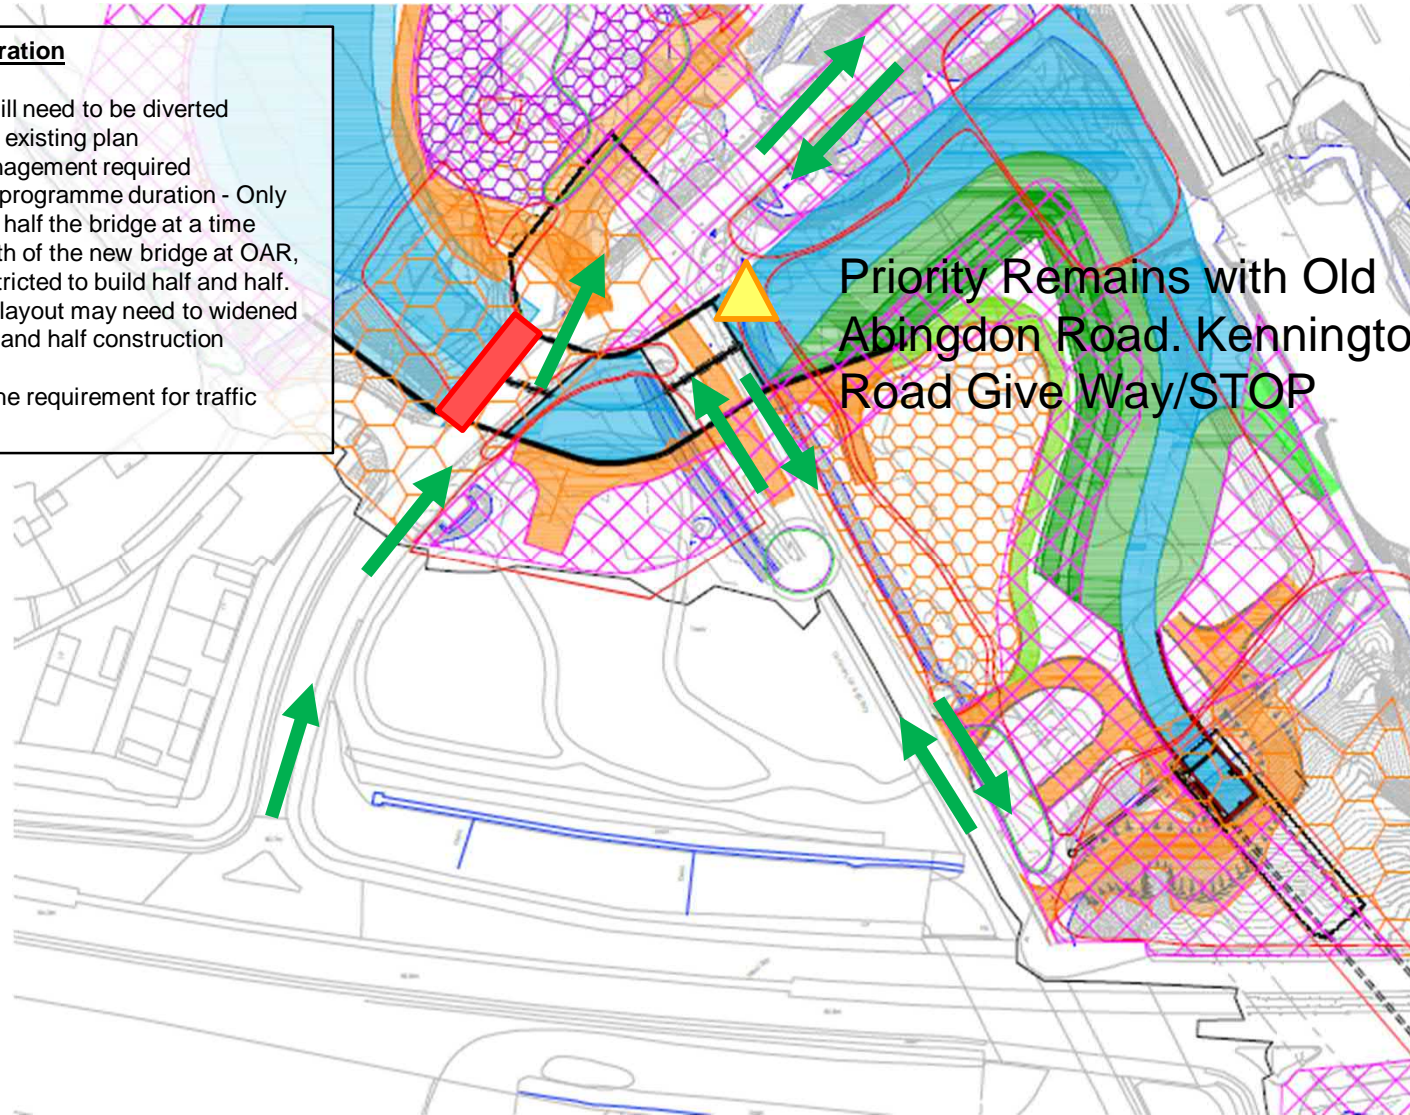 ration
ill need to be diverted
existing plan
nagement required
programme duration - Only
half the bridge at a time
th of the new bridge at OAR,
tricted to build half and half.
layout may need to widened
and half construction
ne requirement for traffic
Priority Remains with Old
Abingdon Road. Kenningto
Road Give Way/STOP